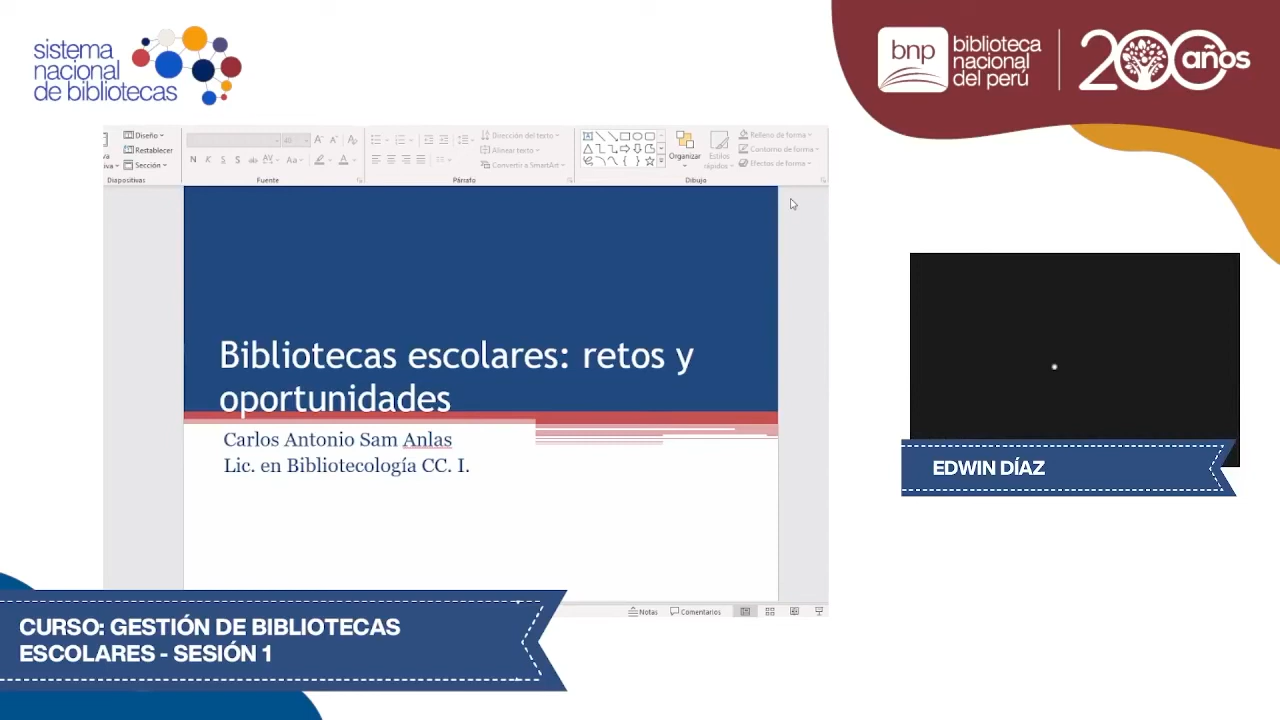 sistema
nacional
de bibliotecas
bnp
biblioteca
nacional
del perú
200 años
Diseño
Restablecer
Sección
Diapositivas
N K S S ab AV Aa A
Fuente
Párrafo
Dirección del texto
Alinear texto
Convertir a SmartArt
Organizar
Estilos
rápidos
Dibujo
Relleno de forma
Contorno de forma
Efectos de forma
Bibliotecas escolares: retos y
oportunidades
Carlos Antonio Sam Anlas
Lic. en Bibliotecología CC. I.
EDWIN DÍAZ
Notas
Comentarios
CURSO: GESTIÓN DE BIBLIOTECAS
ESCOLARES - SESIÓN 1